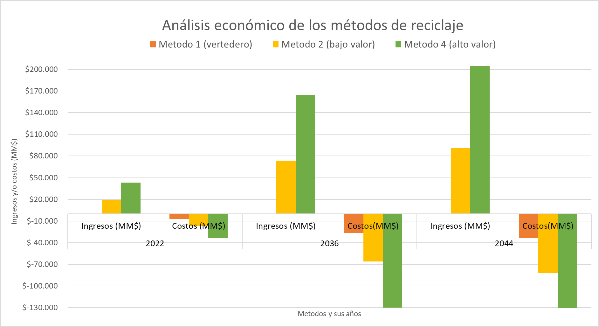 Análisis económico de los métodos de reciclaje
Metodo 1 (vertedero) Metodo 2 (bajo valor) Metodo 4 (alto valor)
Ingresos y/o costos (MM$)
$200.000
$170.000
$140.000
$110.000
$80.000
$50.000
$20.000
$-10.000
$-40.000
$-70.000
$-100.000
$-130.000
Ingresos (MM$) Costos (MM$) Ingresos (MM$) Costos(MM$) Ingresos (MM$) Costos(MM$)
2022 2036 2044
Metodos y sus años